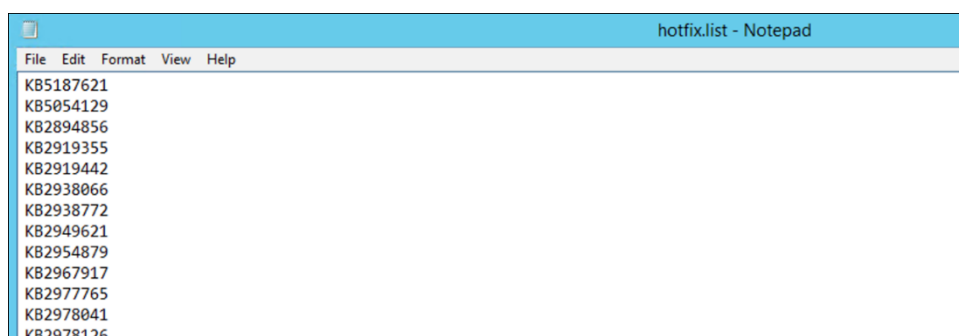 hotfix.list - Notepad
File Edit Format View Help
KB5187621
KB5054129
KB2894856
KB2919355
KB2919442
KB2938066
KB2938772
KB2949621
KB2954879
KB2967917
KB2977765
KB2978041
KB2978126